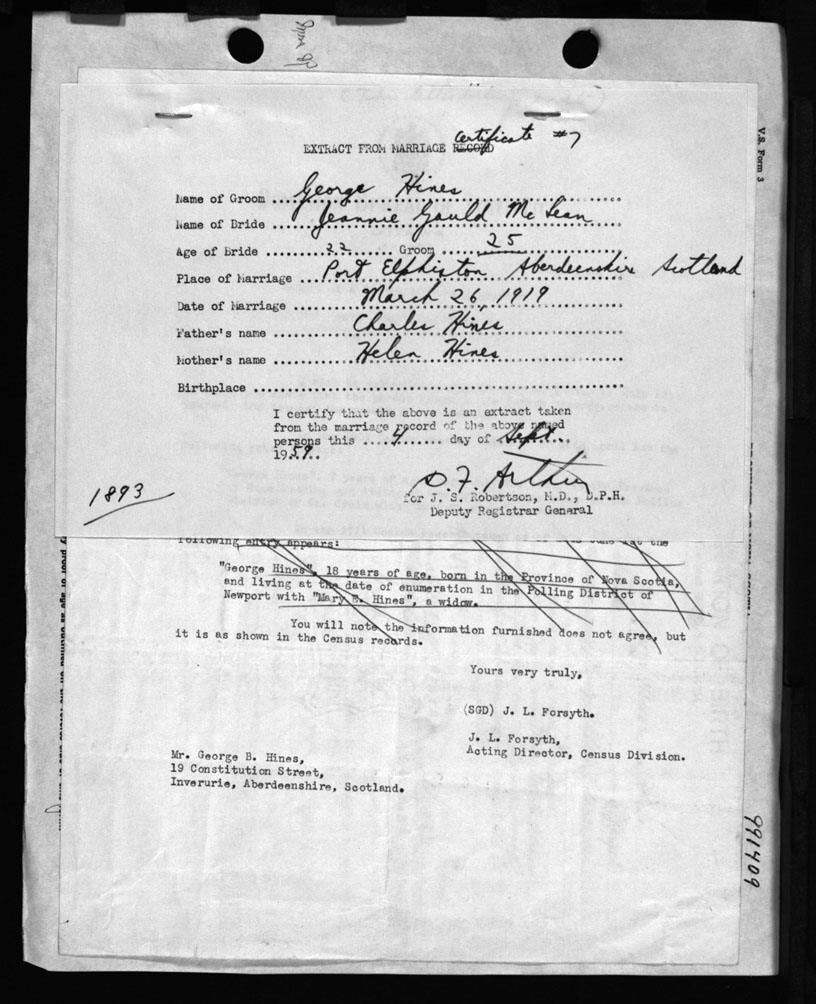 V.S. Form 3
EXTRACT FROM MARRIAGE RECORD Certificate #7
Name of Groom George Hines
Name of Bride Jeannie Gauld McLean
Age of Bride ........22....... Groom ......25
Place of Marriage Port Elphiston Aberdeenshire Scotland
Date of Marriage March 26, 1919
Father's name Charles Hines
Mother's name Helen Hines
Birthplace
I certify that the above is an extract taken
from the marriage record of the above named
persons this ....4...... day of Sept...
1959..
D. F. Arthur
for J. S. Robertson, M.D., D.P.H.
Deputy Registrar General
1893
following entry appears:
"George Hines", 18 years of age, born in the Province of Nova Scotia,
and living at the date of enumeration in the Polling District of
Newport with "Mary E. Hines", a widow.
You will note the information furnished does not agree, but
it is as shown in the Census records.
Yours very truly,
(SGD) J. L. Forsyth.
J. L. Forsyth,
Acting Director, Census Division.
Mr. George B. Hines,
19 Constitution Street,
Inverurie, Aberdeenshire, Scotland.
991409